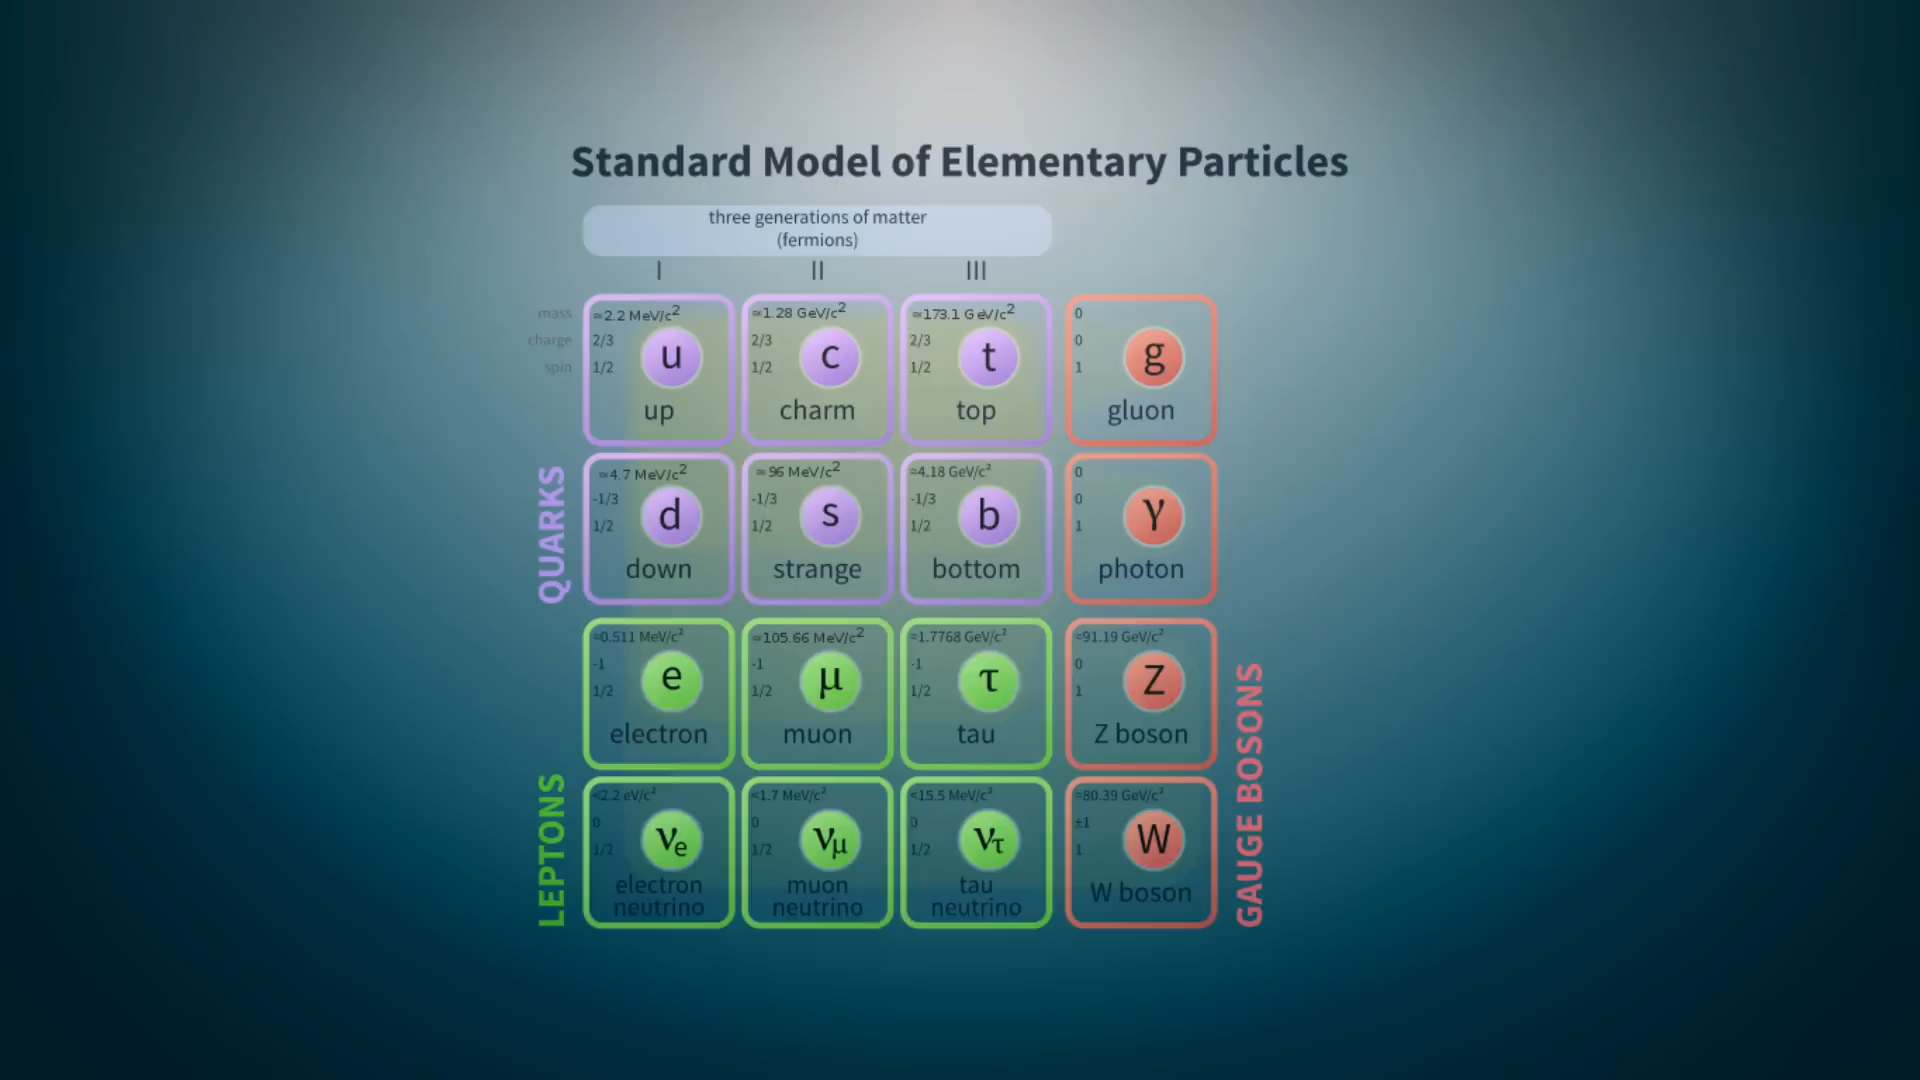 Standard Model of Elementary Particles
three generations of matter
(fermions)
I II III
mass
charge
spin
≃2.2 MeV/c²
2/3
1/2
u
up
≃1.28 GeV/c²
2/3
1/2
c
charm
≃173.1 GeV/c²
2/3
1/2
t
top
0
0
1
g
gluon
QUARKS
≃4.7 MeV/c²
-1/3
1/2
d
down
≃96 MeV/c²
-1/3
1/2
s
strange
≃4.18 GeV/c²
-1/3
1/2
b
bottom
0
0
1
γ
photon
≃0.511 MeV/c²
-1
1/2
e
electron
≃105.66 MeV/c²
-1
1/2
μ
muon
≃1.7768 GeV/c²
-1
1/2
τ
tau
≃91.19 GeV/c²
0
1
Z
Z boson
GAUGE BOSONS
LEPTONS
<2.2 eV/c²
0
1/2
νe
electron
neutrino
<1.7 MeV/c²
0
1/2
νμ
muon
neutrino
<15.5 MeV/c²
0
1/2
ντ
tau
neutrino
≃80.39 GeV/c²
±1
1
W
W boson